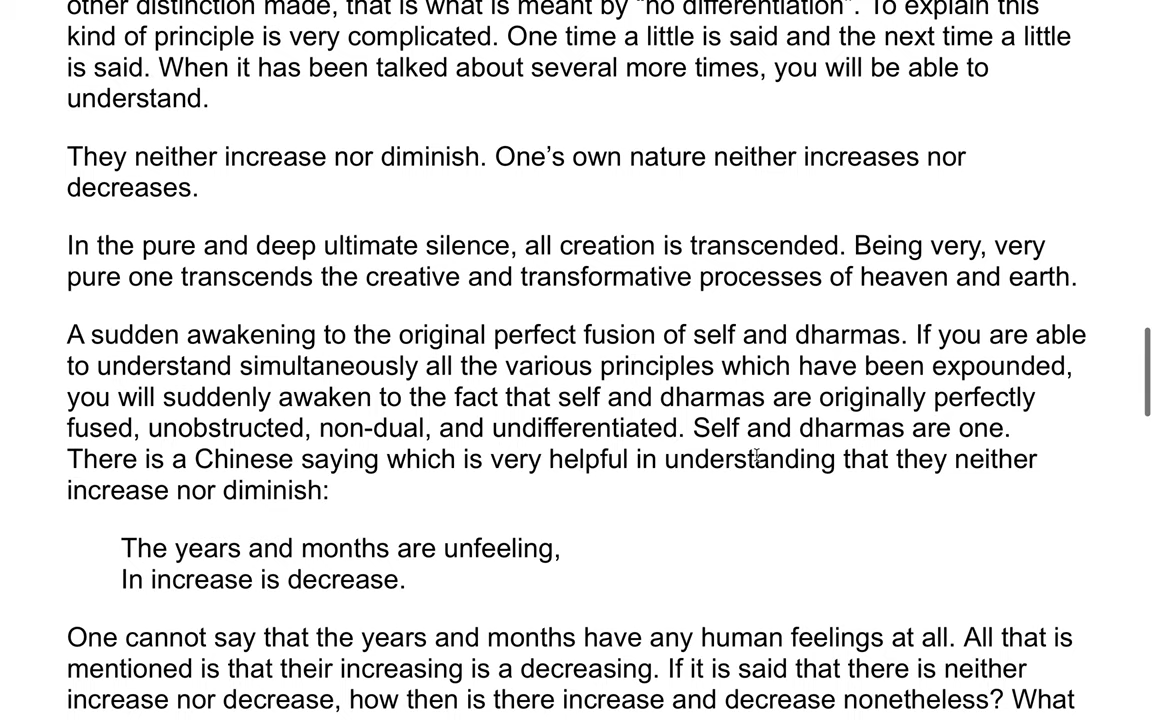 other distinction made, that is what is meant by “no differentiation”. To explain this
kind of principle is very complicated. One time a little is said and the next time a little
is said. When it has been talked about several more times, you will be able to
understand.
They neither increase nor diminish. One’s own nature neither increases nor
decreases.
In the pure and deep ultimate silence, all creation is transcended. Being very, very
pure one transcends the creative and transformative processes of heaven and earth.
A sudden awakening to the original perfect fusion of self and dharmas. If you are able
to understand simultaneously all the various principles which have been expounded,
you will suddenly awaken to the fact that self and dharmas are originally perfectly
fused, unobstructed, non-dual, and undifferentiated. Self and dharmas are one.
There is a Chinese saying which is very helpful in understanding that they neither
increase nor diminish:
The years and months are unfeeling,
In increase is decrease.
One cannot say that the years and months have any human feelings at all. All that is
mentioned is that their increasing is a decreasing. If it is said that there is neither
increase nor decrease, how then is there increase and decrease nonetheless? What